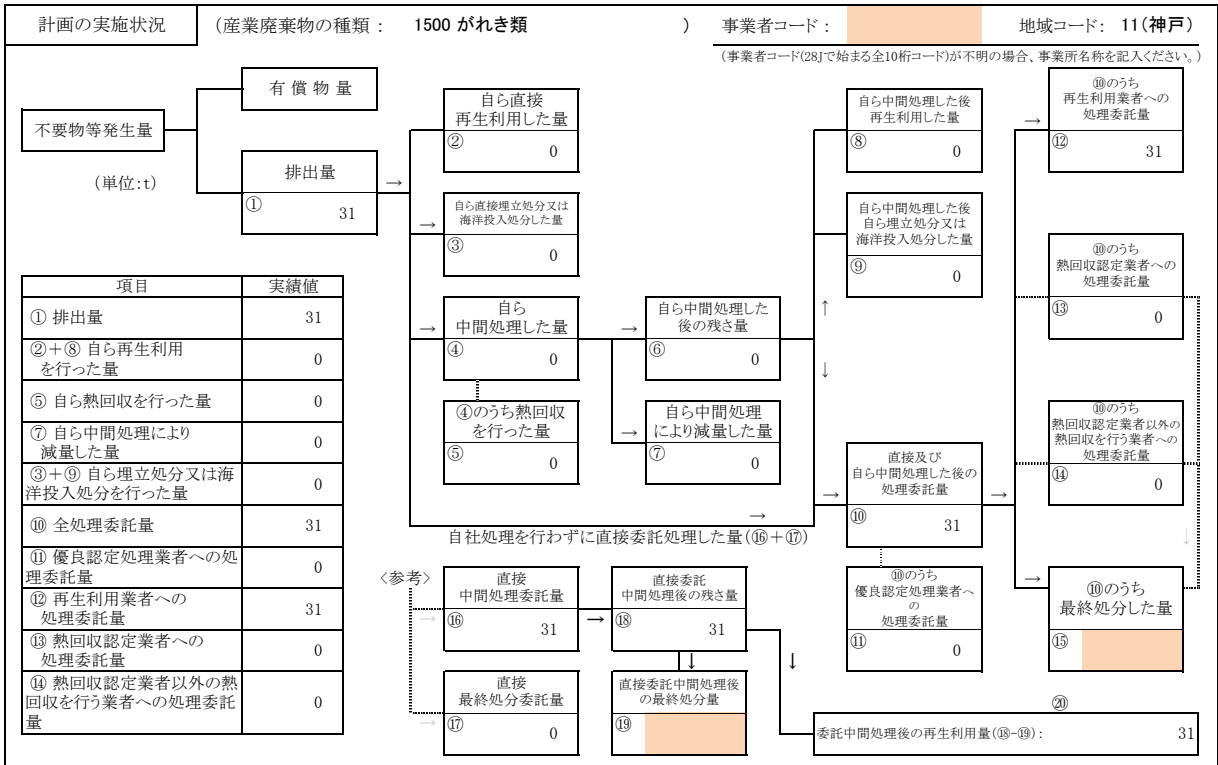 計画の実施状況 (産業廃棄物の種類: 1500 がれき類 ) 事業者コード: 地域コード: 11(神戸)
(事業者コード(28Jで始まる全10桁コード)が不明の場合、事業所名称を記入ください。)
不要物等発生量
(単位:t)
有償物量
排出量
→
① 31
自ら直接
再生利用した量
② 0
→
自ら直接埋立処分又は
海洋投入処分した量
③ 0
→
自ら
中間処理した量
④ 0
④のうち熱回収
を行った量
⑤ 0
→
自ら中間処理した
後の残さ量
⑥ 0
→
自ら中間処理
により減量した量
⑦ 0
自ら中間処理した後
再生利用した量
⑧ 0
自ら中間処理した後
自ら埋立処分又は
海洋投入処分した量
⑨ 0
↑
↓
→
直接及び
自ら中間処理した後の
処理委託量
⑩ 31
→
⑩のうち
優良認定処理業者へ
の
処理委託量
⑪ 0
→
⑩のうち
再生利用業者への
処理委託量
⑫ 31
⑩のうち
熱回収認定業者への
処理委託量
⑬ 0
⑩のうち
熱回収認定業者以外の
熱回収を行う業者への
処理委託量
⑭ 0
↓
→
⑩のうち
最終処分した量
⑮
項目 実績値
① 排出量 31
②+⑧ 自ら再生利用
を行った量 0
⑤ 自ら熱回収を行った量 0
⑦ 自ら中間処理により
減量した量 0
③+⑨ 自ら埋立処分又は海
洋投入処分を行った量 0
⑩ 全処理委託量 31
⑪ 優良認定処理業者への処
理委託量 0
⑫ 再生利用業者への
処理委託量 31
⑬ 熱回収認定業者への
処理委託量 0
⑭ 熱回収認定業者以外の熱
回収を行う業者への処理委託
量 0
→
自社処理を行わずに直接委託処理した量(⑯+⑰)
〈参考〉
→
直接
中間処理委託量
⑯ 31
→
直接委託
中間処理後の残さ量
⑱ 31
↓
↓
→
直接
最終処分委託量
⑰ 0
直接委託中間処理後
の最終処分量
⑲
⑳
委託中間処理後の再生利用量(⑱-⑲): 31